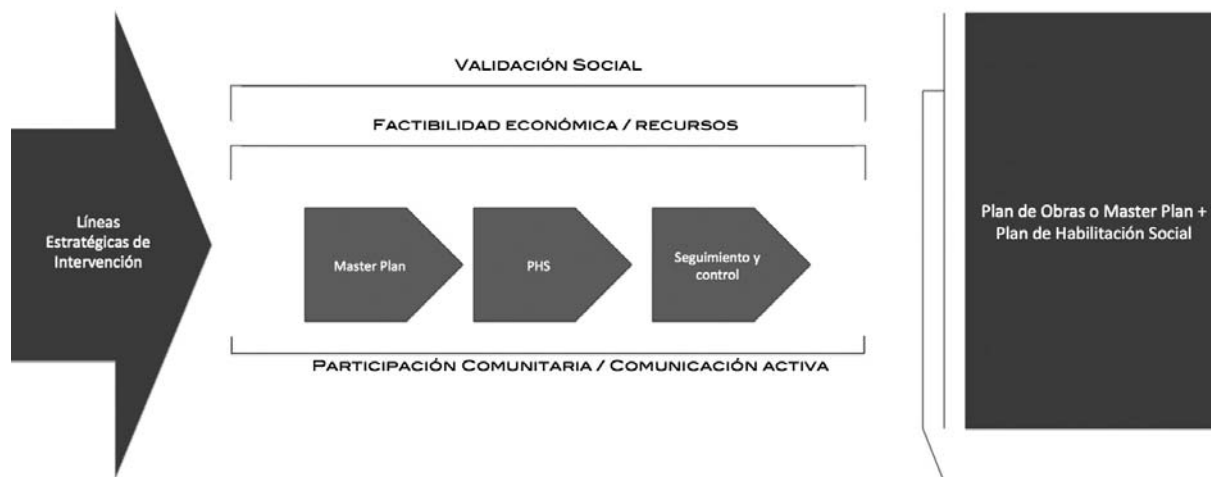 VALIDACIÓN SOCIAL
FACTIBILIDAD ECONÓMICA / RECURSOS
Líneas
Estratégicas de
Intervención
Master Plan
PHS
Seguimiento y
control
PARTICIPACIÓN COMUNITARIA / COMUNICACIÓN ACTIVA
Plan de Obras o Master Plan +
Plan de Habilitación Social